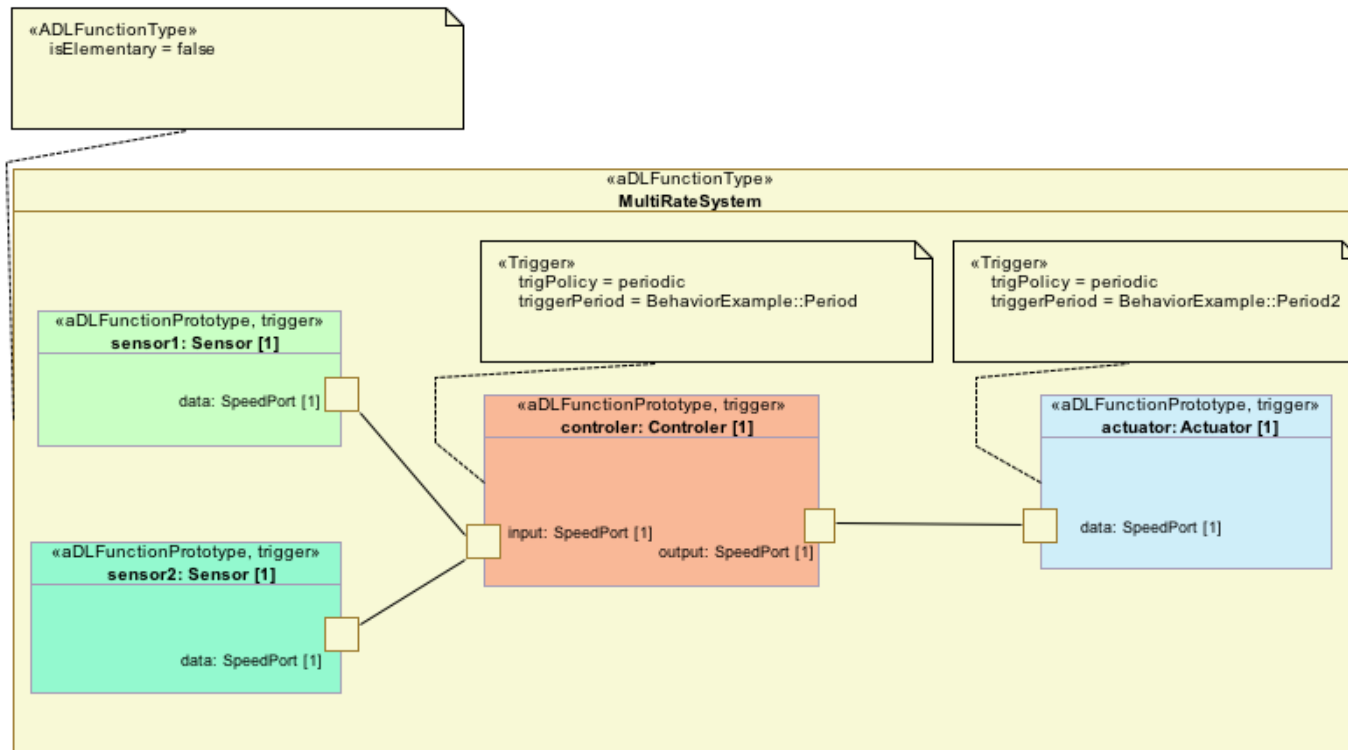 «ADLFunctionType»
isElementary = false
«aDLFunctionType»
MultiRateSystem
«Trigger»
trigPolicy = periodic
triggerPeriod = BehaviorExample::Period
«Trigger»
trigPolicy = periodic
triggerPeriod = BehaviorExample::Period2
«aDLFunctionPrototype, trigger»
sensor1: Sensor [1]
data: SpeedPort [1]
«aDLFunctionPrototype, trigger»
controler: Controler [1]
input: SpeedPort [1]
output: SpeedPort [1]
«aDLFunctionPrototype, trigger»
actuator: Actuator [1]
data: SpeedPort [1]
«aDLFunctionPrototype, trigger»
sensor2: Sensor [1]
data: SpeedPort [1]